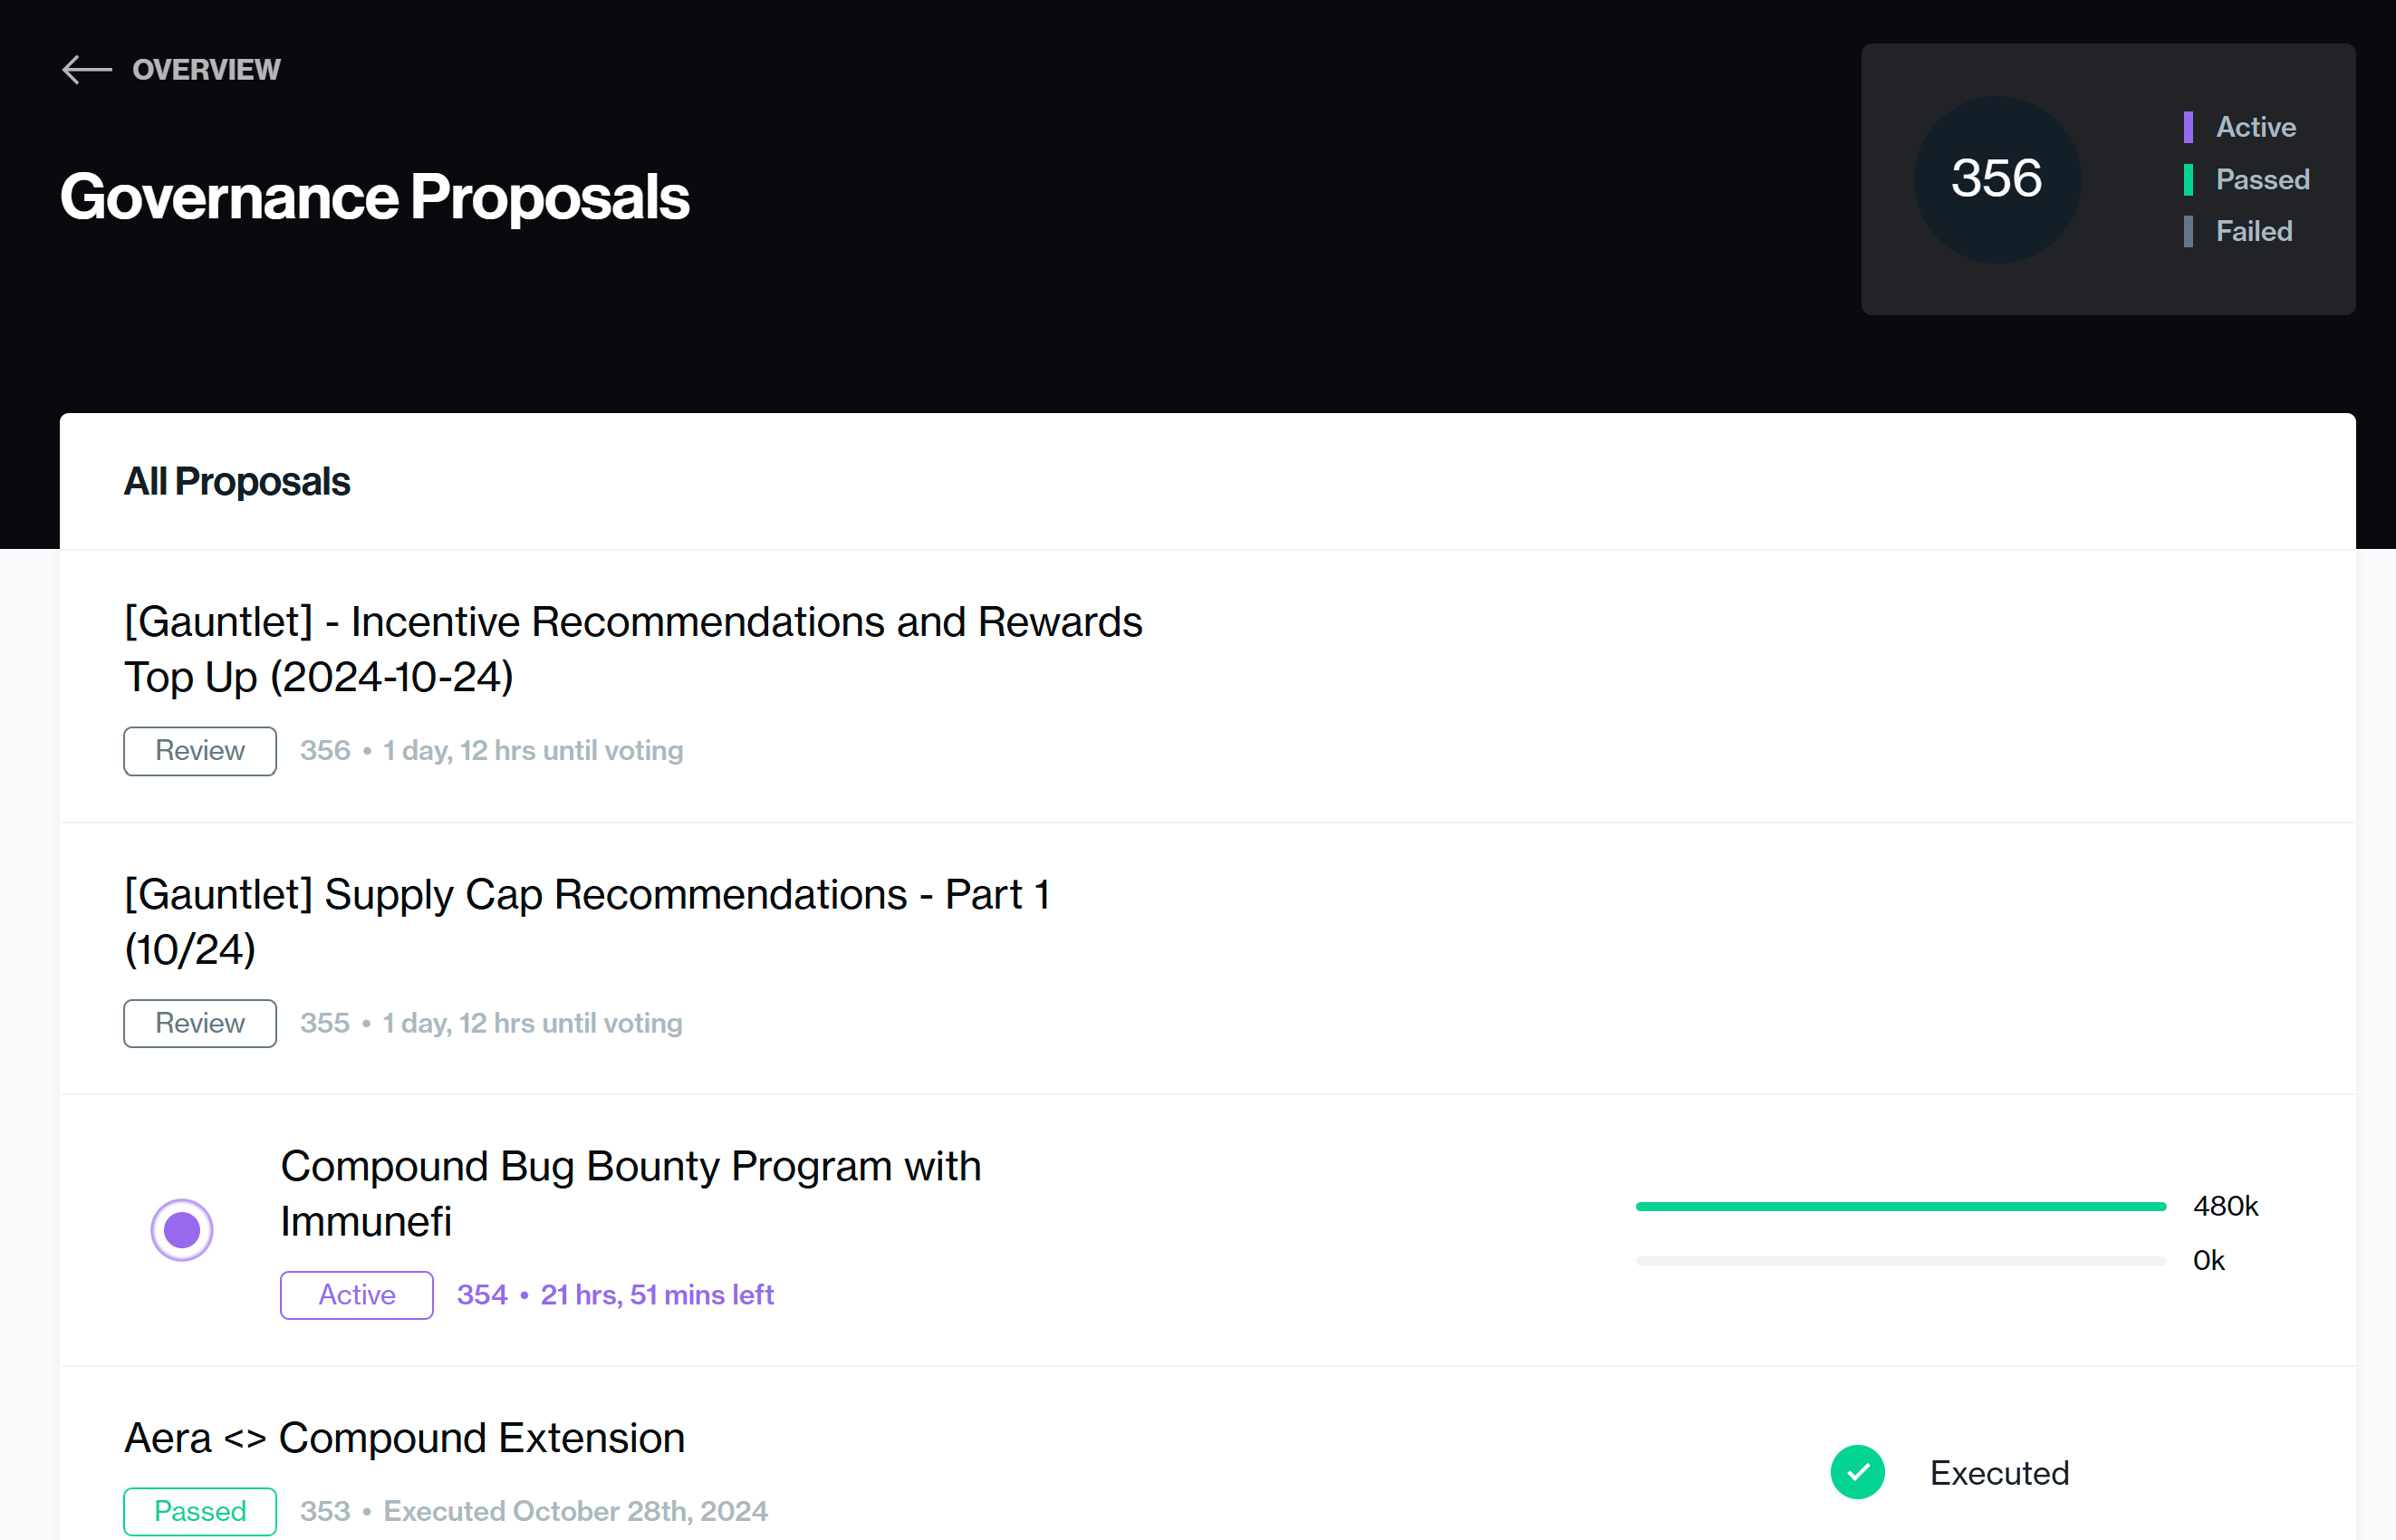 OVERVIEW
Governance Proposals
356
Active
Passed
Failed
All Proposals
[Gauntlet] - Incentive Recommendations and Rewards
Top Up (2024-10-24)
Review 356 • 1 day, 12 hrs until voting
[Gauntlet] Supply Cap Recommendations - Part 1
(10/24)
Review 355 • 1 day, 12 hrs until voting
Compound Bug Bounty Program with
Immunefi
Active 354 • 21 hrs, 51 mins left
480k
0k
Aera <> Compound Extension
Passed 353 • Executed October 28th, 2024
Executed